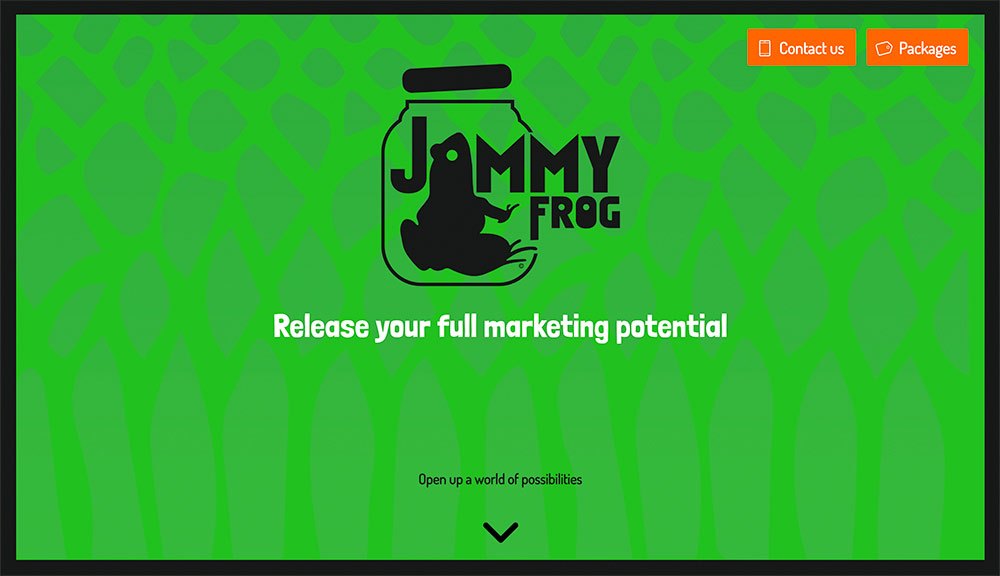 Contact us
Packages
JAMMY
FROG
Release your full marketing potential
Open up a world of possibilities